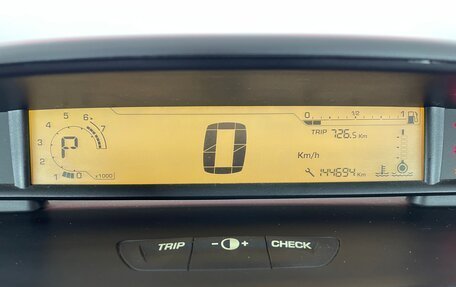 0 1/2 1
5 6 7
4
3
2
1 0 x1000
P
0
Km/h
TRIP 726.5 Km
144694 Km
TRIP - + CHECK